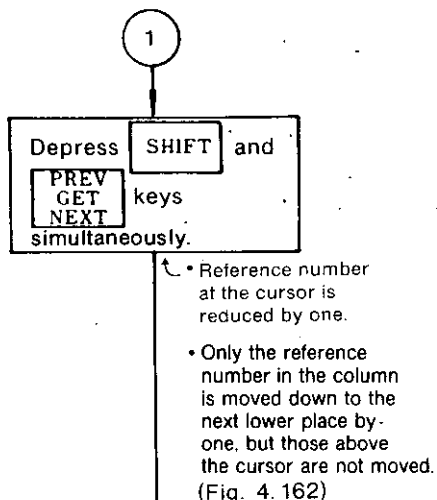 1
Depress SHIFT and
PREV
GET keys
NEXT
simultaneously.
• Reference number
at the cursor is
reduced by one.
• Only the reference
number in the column
is moved down to the
next lower place by-
one, but those above
the cursor are not moved.
(Fig. 4.162)